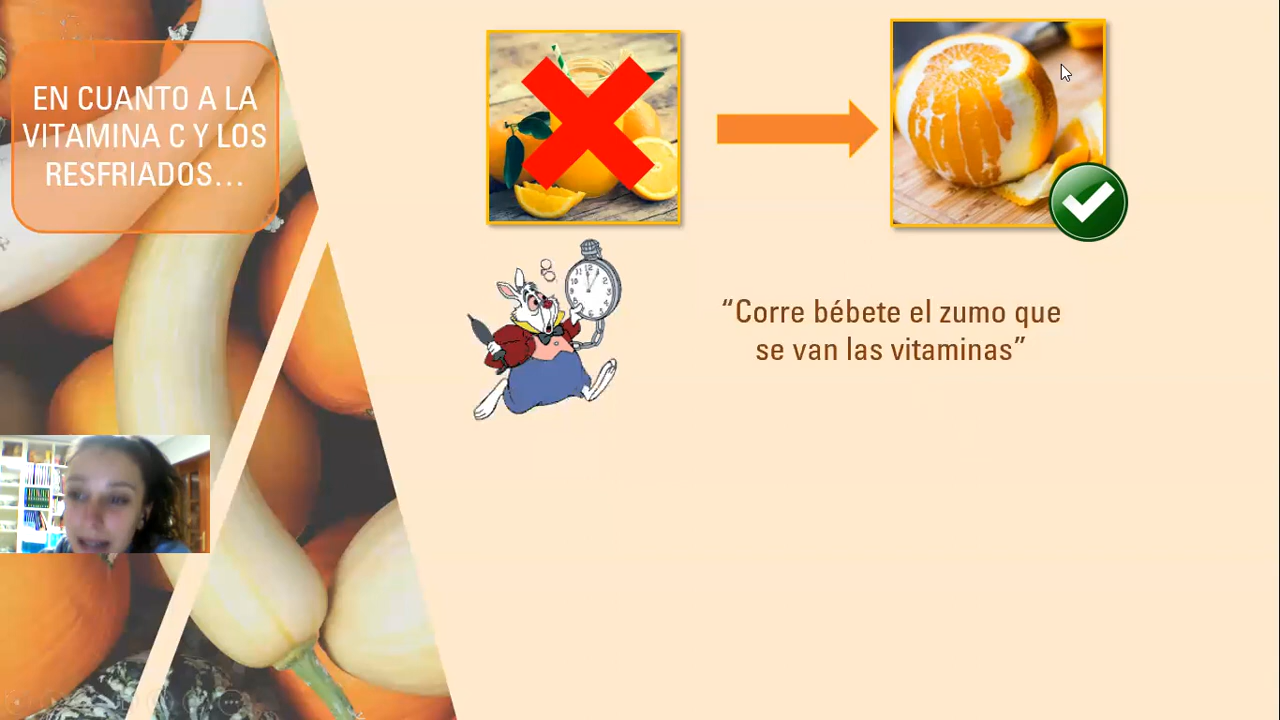 EN CUANTO A LA
VITAMINA C Y LOS
RESFRIADOS...
“Corre bébete el zumo que
se van las vitaminas”